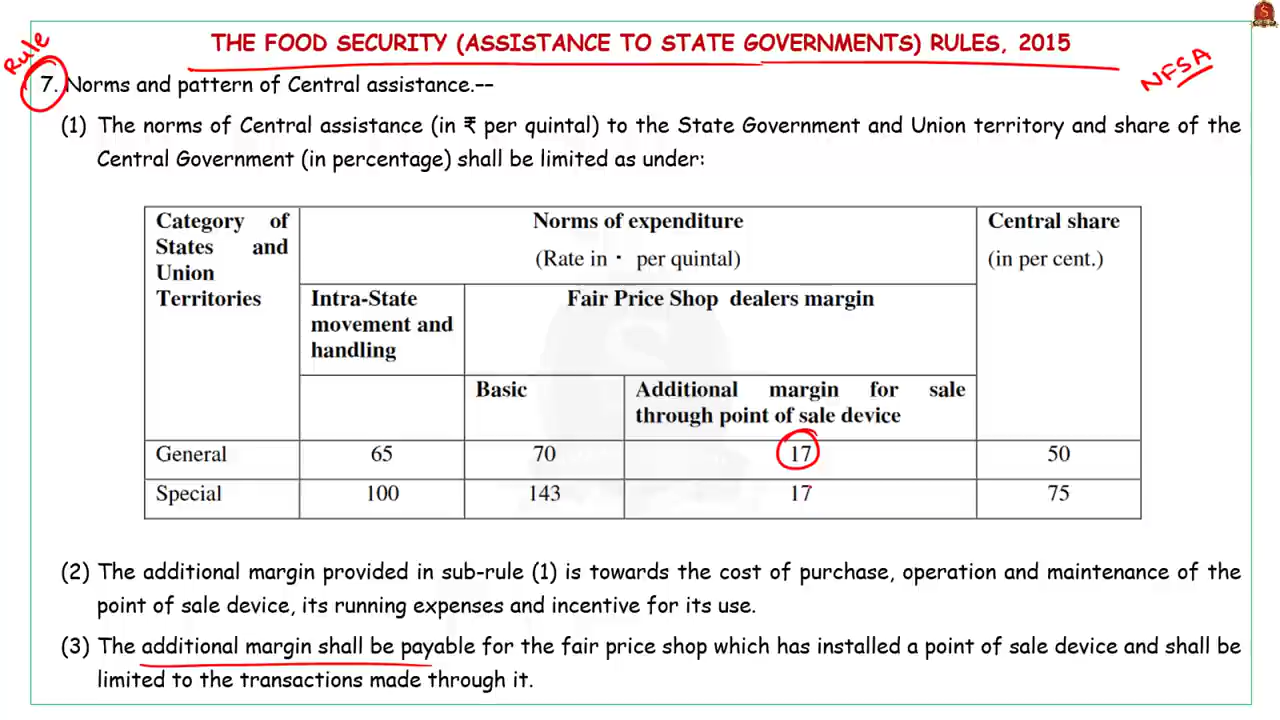 THE FOOD SECURITY (ASSISTANCE TO STATE GOVERNMENTS) RULES, 2015
Rule
NFSA
7. Norms and pattern of Central assistance.--
(1) The norms of Central assistance (in ₹ per quintal) to the State Government and Union territory and share of the
Central Government (in percentage) shall be limited as under:
Category of States and Union Territories
Norms of expenditure
(Rate in · per quintal)
Central share
(in per cent.)
Intra-State movement and handling
Fair Price Shop dealers margin
Basic
Additional margin for sale through point of sale device
General 65 70 17 50
Special 100 143 17 75
(2) The additional margin provided in sub-rule (1) is towards the cost of purchase, operation and maintenance of the
point of sale device, its running expenses and incentive for its use.
(3) The additional margin shall be payable for the fair price shop which has installed a point of sale device and shall be
limited to the transactions made through it.